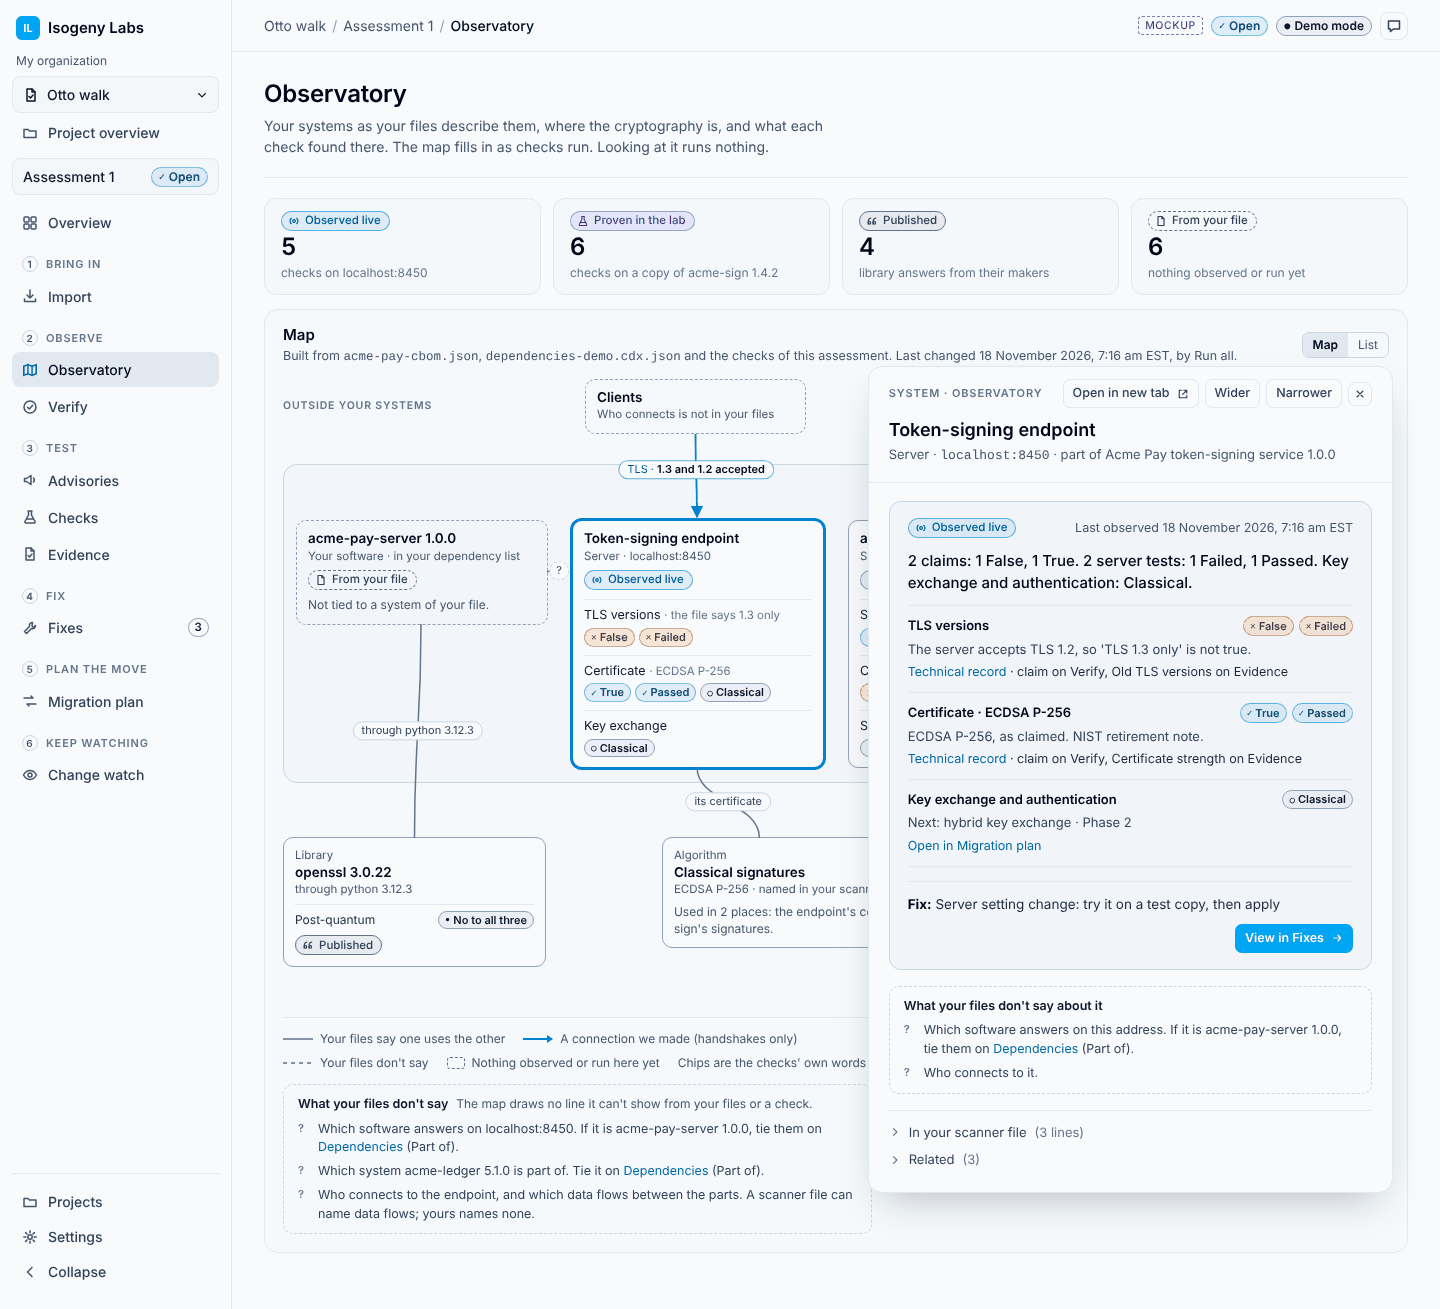 IL Isogeny Labs
My organization
Otto walk
Project overview
Assessment 1 ✓ Open
Overview
1 BRING IN
Import
2 OBSERVE
Observatory
Verify
3 TEST
Advisories
Checks
Evidence
4 FIX
Fixes 3
5 PLAN THE MOVE
Migration plan
6 KEEP WATCHING
Change watch
Projects
Settings
Collapse
Otto walk / Assessment 1 / Observatory
MOCKUP ✓ Open Demo mode
Observatory
Your systems as your files describe them, where the cryptography is, and what each
check found there. The map fills in as checks run. Looking at it runs nothing.
Observed live
5
checks on localhost:8450
Proven in the lab
6
checks on a copy of acme-sign 1.4.2
Published
4
library answers from their makers
From your file
6
nothing observed or run yet
Map
Built from acme-pay-cbom.json, dependencies-demo.cdx.json and the checks of this assessment. Last changed 18 November 2026, 7:16 am EST, by Run all.
Map List
OUTSIDE YOUR SYSTEMS
Clients
Who connects is not in your files
TLS · 1.3 and 1.2 accepted
acme-pay-server 1.0.0
Your software · in your dependency list
From your file
Not tied to a system of your file.
?
Token-signing endpoint
Server · localhost:8450
Observed live
TLS versions · the file says 1.3 only
× False × Failed
Certificate · ECDSA P-256
✓ True ✓ Passed Classical
Key exchange
Classical
through python 3.12.3
its certificate
Library
openssl 3.0.22
through python 3.12.3
Post-quantum No to all three
Published
Algorithm
Classical signatures
ECDSA P-256 · named in your scann
Used in 2 places: the endpoint's c
sign's signatures.
Your files say one uses the other
A connection we made (handshakes only)
Your files don't say
Nothing observed or run here yet
Chips are the checks' own words
What your files don't say The map draws no line it can't show from your files or a check.
? Which software answers on localhost:8450. If it is acme-pay-server 1.0.0, tie them on
Dependencies (Part of).
? Which system acme-ledger 5.1.0 is part of. Tie it on Dependencies (Part of).
? Who connects to the endpoint, and which data flows between the parts. A scanner file can
name data flows; yours names none.
SYSTEM · OBSERVATORY Open in new tab Wider Narrower ×
Token-signing endpoint
Server · localhost:8450 · part of Acme Pay token-signing service 1.0.0
Observed live Last observed 18 November 2026, 7:16 am EST
2 claims: 1 False, 1 True. 2 server tests: 1 Failed, 1 Passed. Key
exchange and authentication: Classical.
TLS versions × False × Failed
The server accepts TLS 1.2, so 'TLS 1.3 only' is not true.
Technical record · claim on Verify, Old TLS versions on Evidence
Certificate · ECDSA P-256 ✓ True ✓ Passed
ECDSA P-256, as claimed. NIST retirement note.
Technical record · claim on Verify, Certificate strength on Evidence
Key exchange and authentication Classical
Next: hybrid key exchange · Phase 2
Open in Migration plan
Fix: Server setting change: try it on a test copy, then apply
View in Fixes →
What your files don't say about it
? Which software answers on this address. If it is acme-pay-server 1.0.0,
tie them on Dependencies (Part of).
? Who connects to it.
In your scanner file (3 lines)
Related (3)